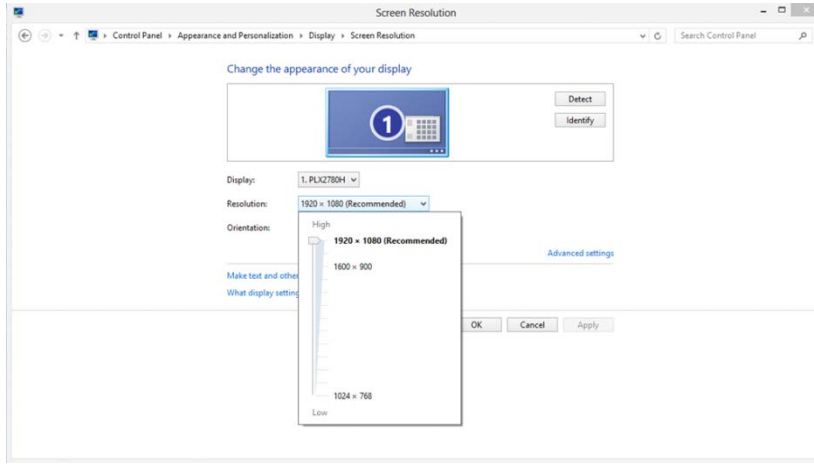 Screen Resolution
Control Panel ▸ Appearance and Personalization ▸ Display ▸ Screen Resolution
Search Control Panel
Change the appearance of your display
1
Detect
Identify
Display: 1. PLX2780H
Resolution: 1920 × 1080 (Recommended)
Orientation:
High
1920 × 1080 (Recommended)
1600 × 900
1024 × 768
Low
Advanced settings
Make text and other
What display setting
OK Cancel Apply